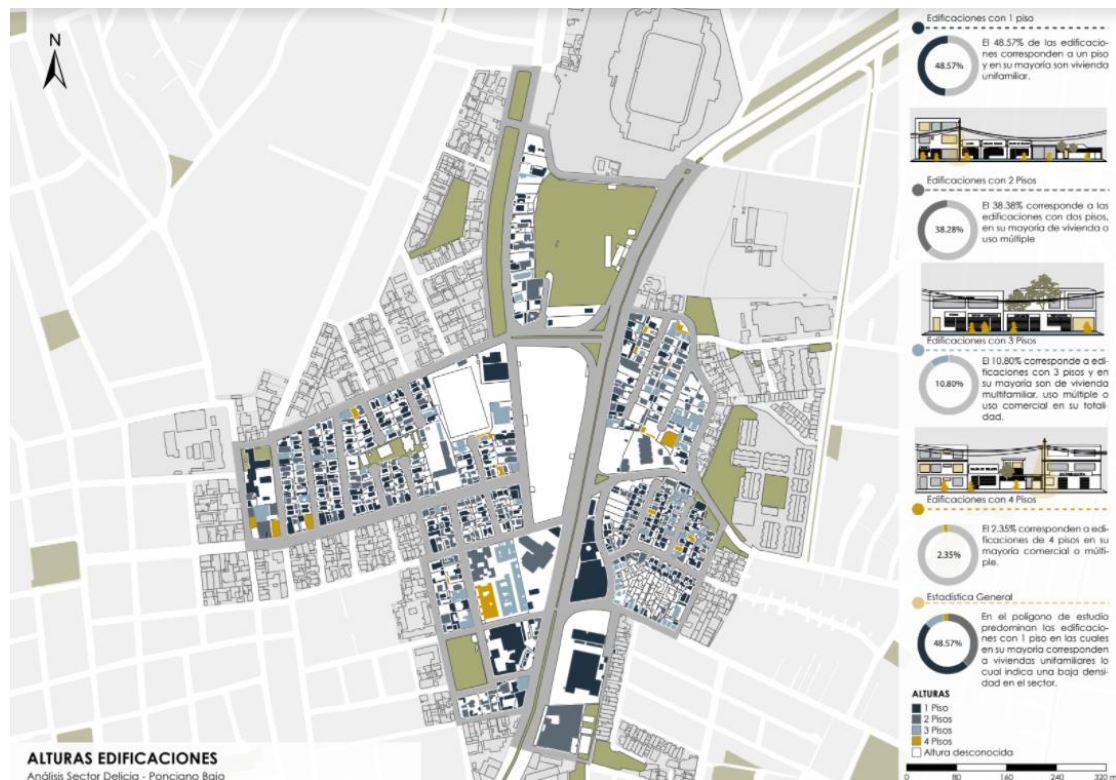 N
Edificaciones con 1 piso
48.57%
El 48.57% de las edificacio-
nes corresponden a un piso
y en su mayoría son vivienda
unifamiliar.
Edificaciones con 2 Pisos
38.28%
El 38.38% corresponde a las
edificaciones con dos pisos,
en su mayoría de vivienda o
uso múltiple
Edificaciones con 3 Pisos
10.80%
El 10.80% corresponde a edi-
ficaciones con 3 pisos y en
su mayoría son de vivienda
multifamiliar, uso múltiple o
uso comercial en su totali
dad.
Edificaciones con 4 Pisos
2.35%
El 2.35% corresponden a edi-
ficaciones de 4 pisos en su
mayoría comercial o múlti-
ple.
Estadística General
48.57%
En el polígono de estudio
predominan las edificacio-
nes con 1 piso en las cuales
en su mayoría corresponden
a viviendas unifamiliares lo
cual indica una baja densi-
dad en el sector.
ALTURAS
1 Piso
2 Pisos
3 Pisos
4 Pisos
Altura desconocida
0 80 160 240 320 m
ALTURAS EDIFICACIONES
Análisis Sector Delicia - Ponciano Bajo